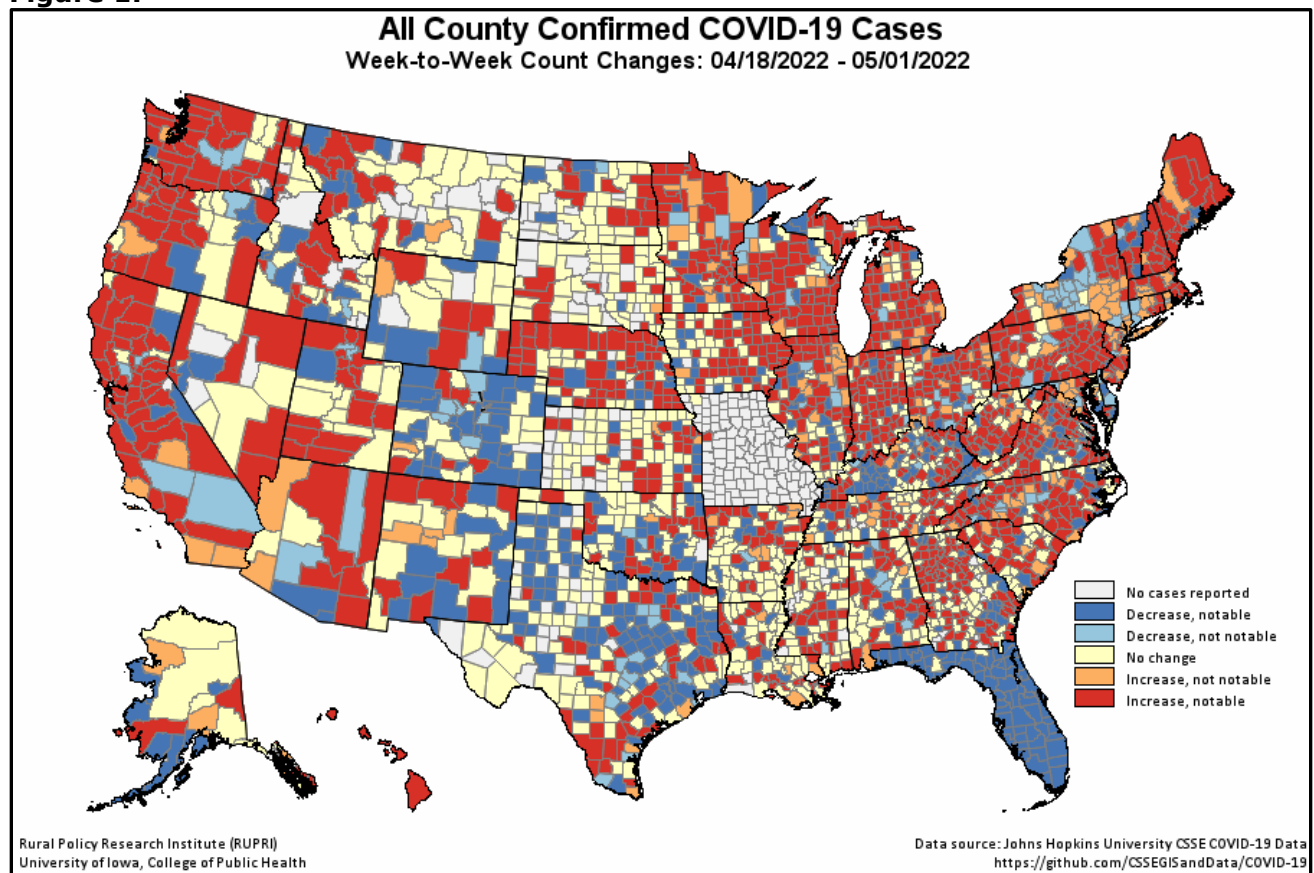 All County Confirmed COVID-19 Cases
Week-to-Week Count Changes: 04/18/2022 - 05/01/2022
No cases reported
Decrease, notable
Decrease, not notable
No change
Increase, not notable
Increase, notable
Rural Policy Research Institute (RUPRI)
University of Iowa, College of Public Health
Data source: Johns Hopkins University CSSE COVID-19 Data
https://github.com/CSSEGISandData/COVID-19